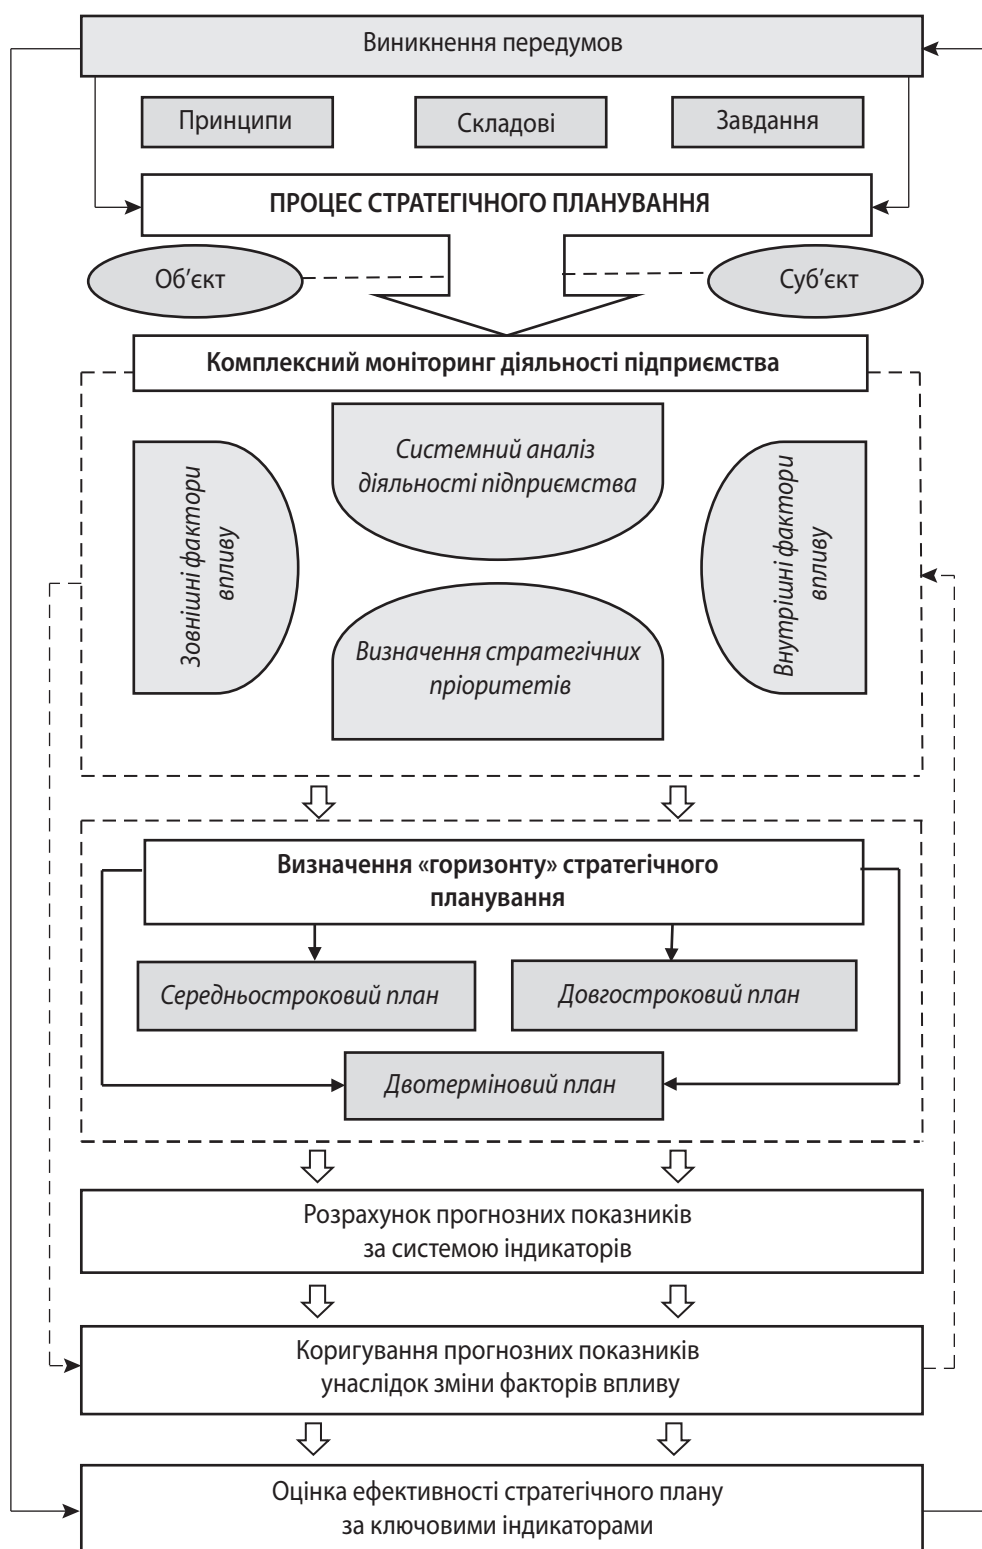 Виникнення передумов
Принципи
Складові
Завдання
ПРОЦЕС СТРАТЕГІЧНОГО ПЛАНУВАННЯ
Об’єкт
Суб’єкт
Комплексний моніторинг діяльності підприємства
Системний аналіз
діяльності підприємства
Зовнішні фактори
впливу
Внутрішні фактори
впливу
Визначення стратегічних
пріоритетів
Визначення «горизонту» стратегічного
планування
Середньостроковий план
Довгостроковий план
Двотерміновий план
Розрахунок прогнозних показників
за системою індикаторів
Коригування прогнозних показників
унаслідок зміни факторів впливу
Оцінка ефективності стратегічного плану
за ключовими індикаторами